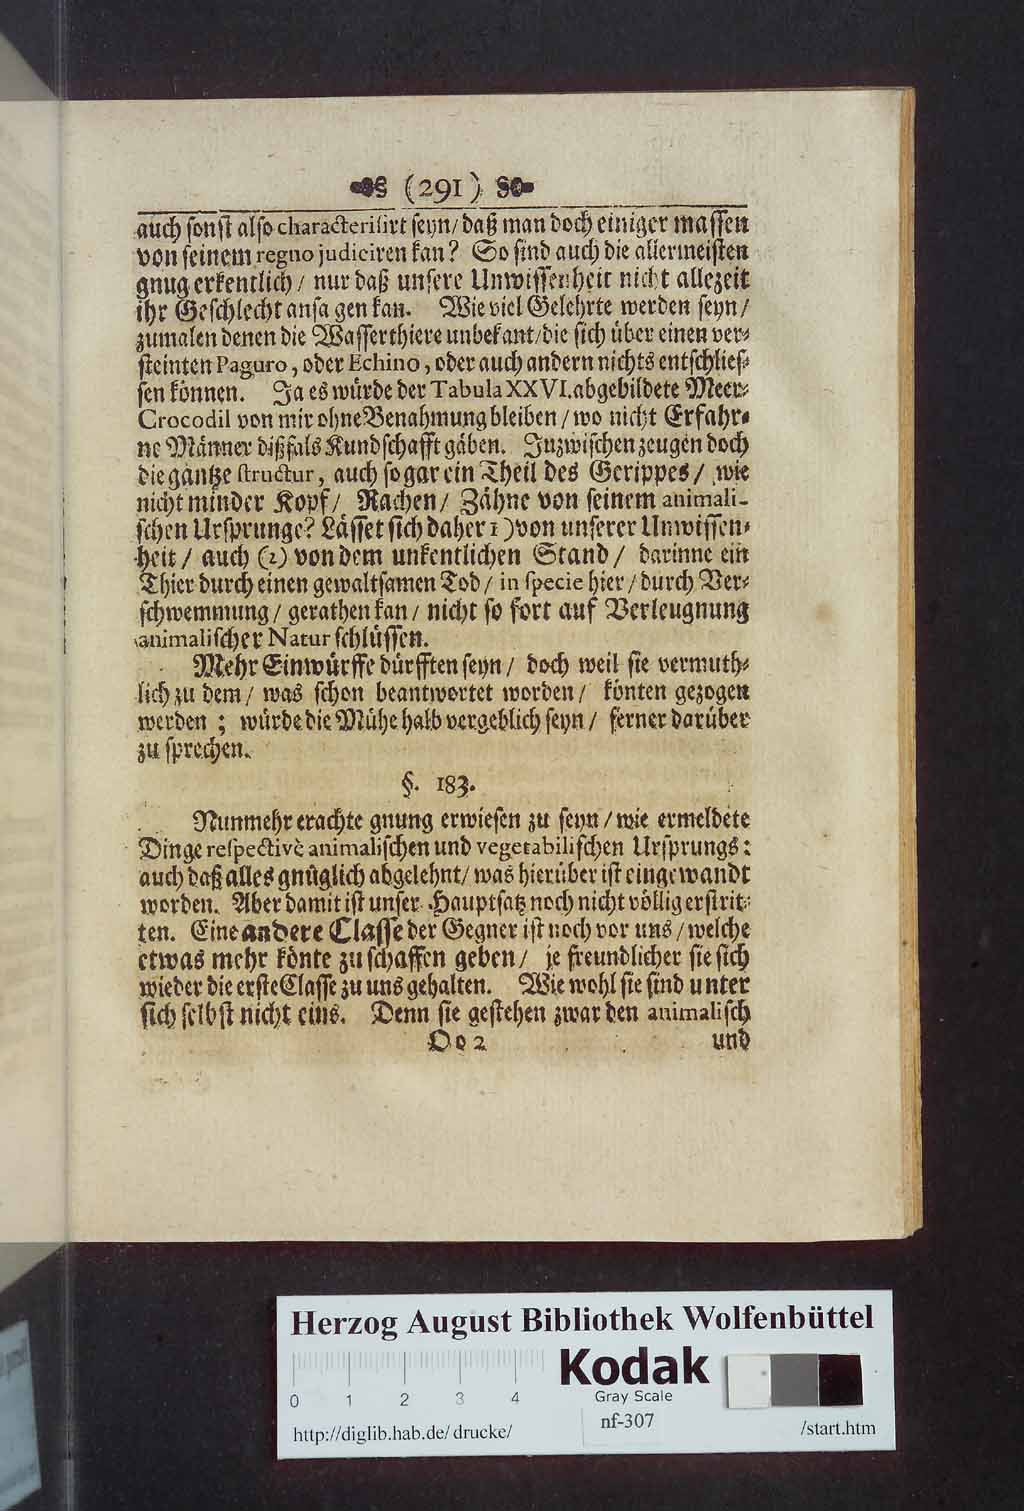 (291)
auch sonst also characterisirt seyn/ daß man doch einiger massen
von seinem regno judiciren kan? So sind auch die allermeisten
gnug erkentlich/ nur daß unsere Unwissenheit nicht allezeit
ihr Geschlecht ansagen kan. Wie viel Gelehrte werden seyn/
zumalen denen die Wasserthiere unbekant/ die sich über einen ver-
steinten Paguro, oder Echino, oder auch andern nichts entschlies-
sen können. Ja es würde der Tabula XXVI. abgebildete Meer-
Crocodil von mir ohne Benahmung bleiben/ wo nicht Erfahr-
ne Männer dißfals Kundschafft gäben. Inzwischen zeugen doch
die gäntze structur, auch sogar ein Theil des Gerippes/ wie
nicht minder Kopf/ Rachen/ Zähne von seinem animali-
schen Ursprunge? Lässet sich daher 1) von unserer Unwissen-
heit/ auch (2) von dem unkentlichen Stand/ darinne ein
Thier durch einen gewaltsamen Tod/ in specie hier/ durch Ver-
schwemmung/ gerathen kan/ nicht so fort auf Verleugnung
animalischer Natur schlüssen.
Mehr Einwürffe dürfften seyn/ doch weil sie vermuth-
lich zu dem/ was schon beantwortet worden/ könten gezogen
werden; würde die Mühe halb vergeblich seyn/ ferner darüber
zu sprechen.
§. 183.
Nunmehr erachte gnung erwiesen zu seyn/ wie ermeldete
Dinge respectivè animalischen und vegetabilischen Ursprungs:
auch daß alles gnüglich abgelehnt/ was hierüber ist eingewandt
worden. Aber damit ist unser Hauptsatz noch nicht völlig erstrit-
ten. Eine andere Classe der Gegner ist noch vor uns/ welche
etwas mehr könte zu schaffen geben/ je freundlicher sie sich
wieder die erste Classe zu uns gehalten. Wie wohl sie sind unter
sich selbst nicht eins. Denn sie gestehen zwar den animalisch
Oo 2 und
Herzog August Bibliothek Wolfenbüttel
Kodak
Gray Scale
0 1 2 3 4
nf-307
http://diglib.hab.de/drucke/ /start.htm